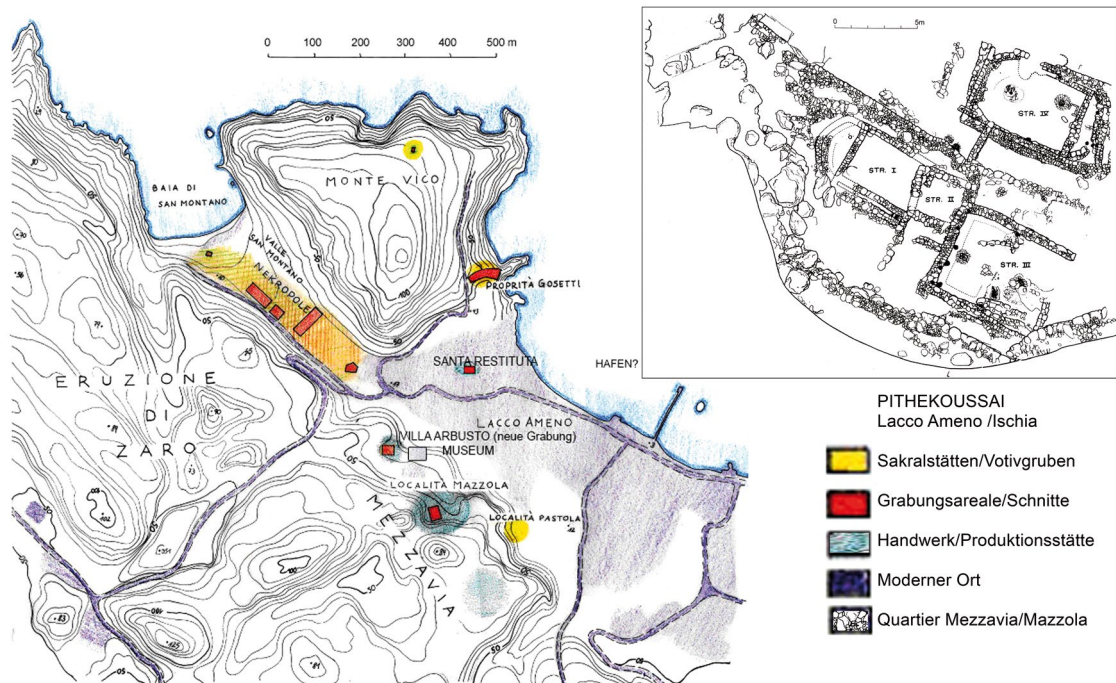 0 100 200 300 400 500 m
0 5m
STR. IV
STR. I
STR. II
STR. III
BAIA DI
SAN MONTANO
MONTE VICO
VALLE
SAN MONTANO
NEKROPOLE
100
50
PROPRITÀ GOSETTI
SANTA RESTITUTA
HAFEN?
ERUZIONE
DI
ZARO
LACCO AMENO
VILLA ARBUSTO (neue Grabung)
MUSEUM
LOCALITÀ MAZZOLA
LOCALITÀ PASTOLA
MEZZAVIA
PITHEKOUSSAI
Lacco Ameno /Ischia
Sakralstätten/Votivgruben
Grabungsareale/Schnitte
Handwerk/Produktionsstätte
Moderner Ort
Quartier Mezzavia/Mazzola